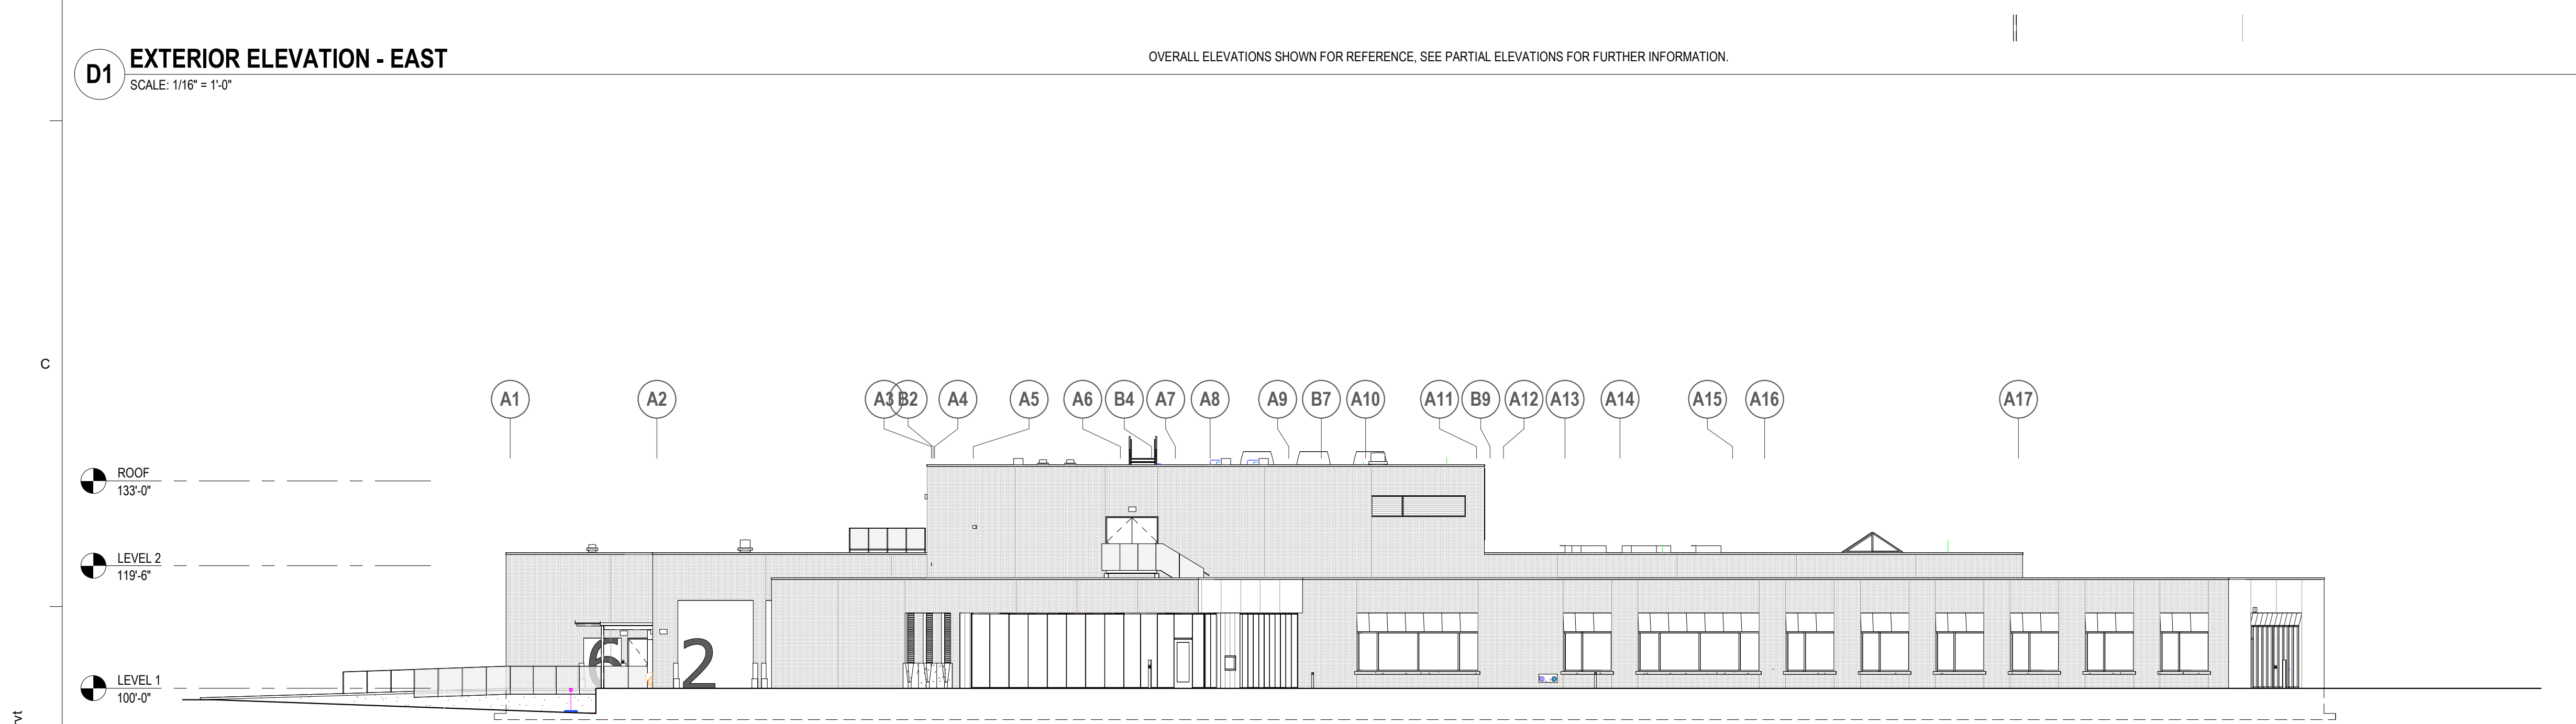 EXTERIOR ELEVATION - EAST
OVERALL ELEVATIONS SHOWN FOR REFERENCE, SEE PARTIAL ELEVATIONS FOR FURTHER INFORMATION.
D1
SCALE: 1/16" = 1'-0"
C
A1 A2 A3 B2 A4 A5 A6 B4 A7 A8 A9 B7 A10 A11 B9 A12 A13 A14 A15 A16 A17
ROOF
133'-0"
LEVEL 2
119'-6"
6 2
LEVEL 1
100'-0"
rvt